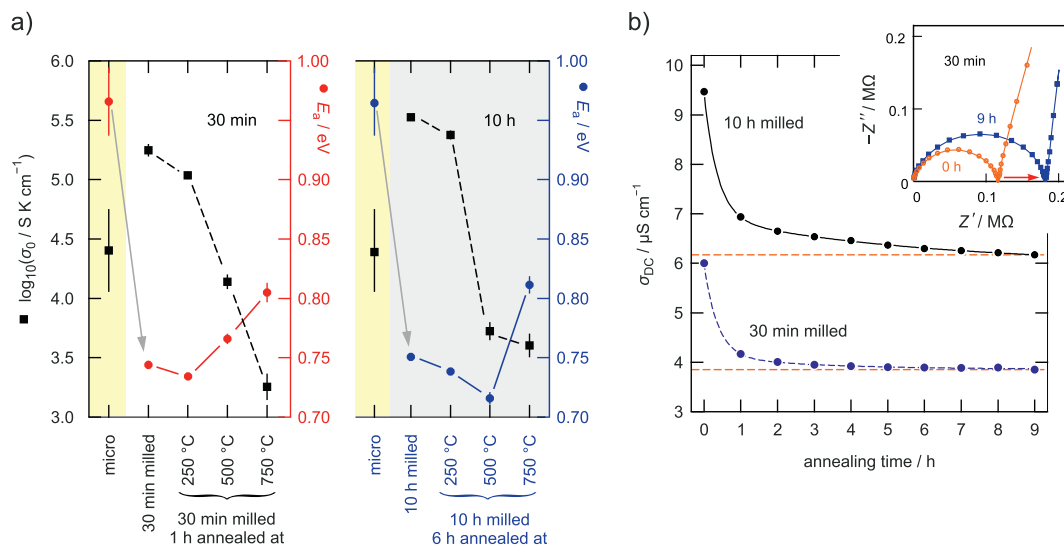 a)
6.0
5.5
5.0
4.5
4.0
3.5
3.0
■ log₁₀(σ₀ / S K cm⁻¹)
30 min
1.00
0.95
0.90
0.85
0.80
0.75
0.70
● Eₐ / eV
micro
30 min milled
250 °C
500 °C
750 °C
30 min milled
1 h annealed at
10 h
1.00
0.95
0.90
0.85
0.80
0.75
0.70
● Eₐ / eV
micro
10 h milled
250 °C
500 °C
750 °C
10 h milled
6 h annealed at
b)
10
9
8
7
6
5
4
3
σDC / µS cm⁻¹
10 h milled
30 min milled
0 1 2 3 4 5 6 7 8 9
annealing time / h
0.2
0.1
0
−Z′′ / MΩ
30 min
9 h
0 h
0 0.1 0.2
Z′ / MΩ